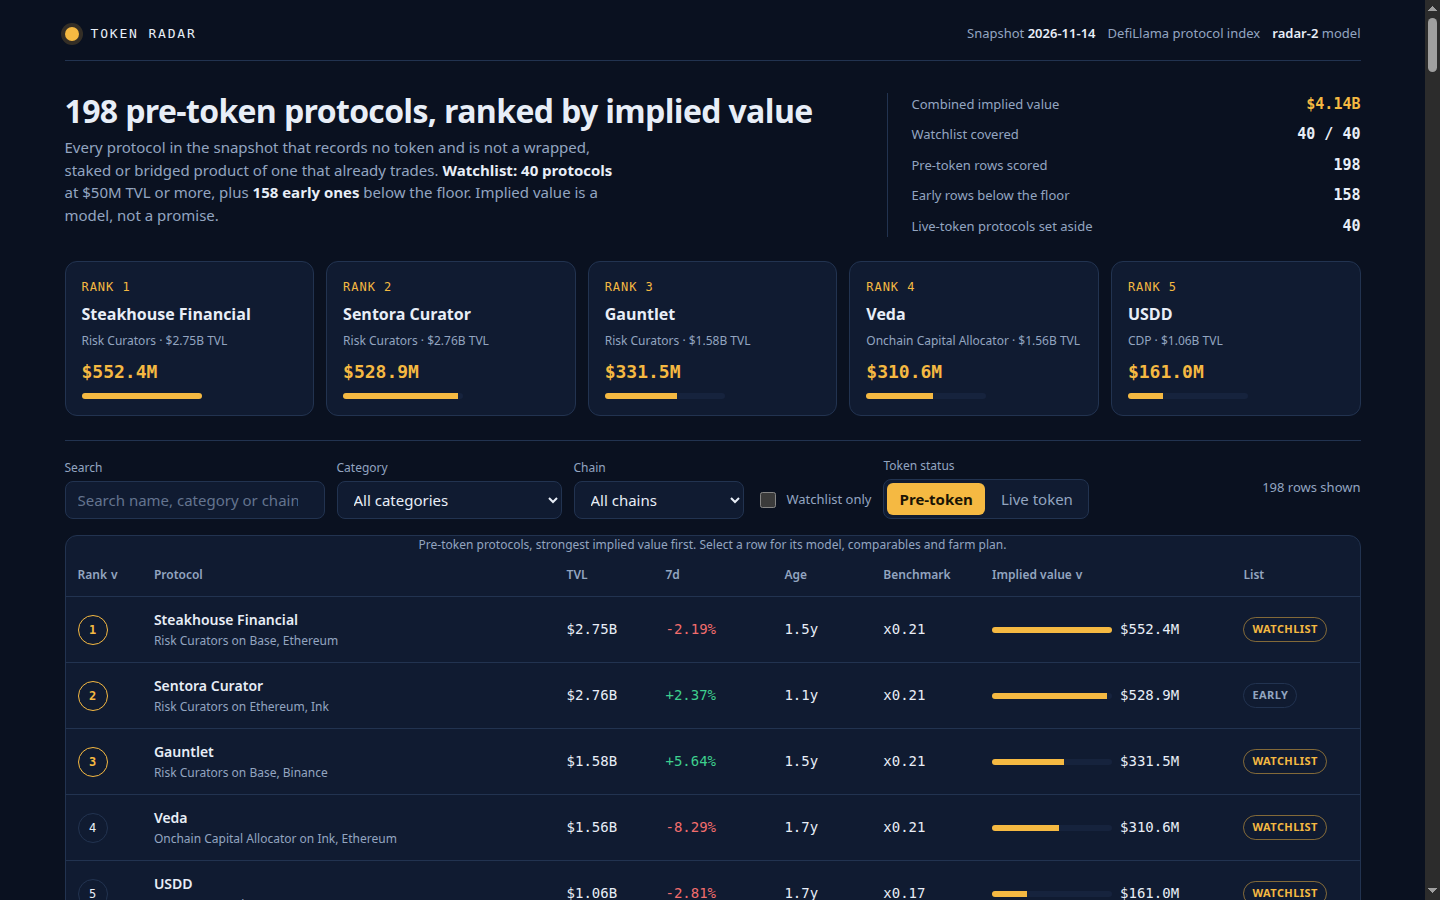 TOKEN RADAR
Snapshot 2026-11-14 DefiLlama protocol index radar-2 model
198 pre-token protocols, ranked by implied value
Every protocol in the snapshot that records no token and is not a wrapped,
staked or bridged product of one that already trades. Watchlist: 40 protocols
at $50M TVL or more, plus 158 early ones below the floor. Implied value is a
model, not a promise.
Combined implied value $4.14B
Watchlist covered 40 / 40
Pre-token rows scored 198
Early rows below the floor 158
Live-token protocols set aside 40
RANK 1
Steakhouse Financial
Risk Curators · $2.75B TVL
$552.4M
RANK 2
Sentora Curator
Risk Curators · $2.76B TVL
$528.9M
RANK 3
Gauntlet
Risk Curators · $1.58B TVL
$331.5M
RANK 4
Veda
Onchain Capital Allocator · $1.56B TVL
$310.6M
RANK 5
USDD
CDP · $1.06B TVL
$161.0M
Search
Search name, category or chain
Category
All categories
Chain
All chains
Watchlist only
Token status
Pre-token Live token
198 rows shown
Pre-token protocols, strongest implied value first. Select a row for its model, comparables and farm plan.
Rank v Protocol TVL 7d Age Benchmark Implied value v List
1 Steakhouse Financial $2.75B -2.19% 1.5y x0.21 $552.4M WATCHLIST
Risk Curators on Base, Ethereum
2 Sentora Curator $2.76B +2.37% 1.1y x0.21 $528.9M EARLY
Risk Curators on Ethereum, Ink
3 Gauntlet $1.58B +5.64% 1.5y x0.21 $331.5M WATCHLIST
Risk Curators on Base, Binance
4 Veda $1.56B -8.29% 1.7y x0.21 $310.6M WATCHLIST
Onchain Capital Allocator on Ink, Ethereum
5 USDD $1.06B -2.81% 1.7y x0.17 $161.0M WATCHLIST